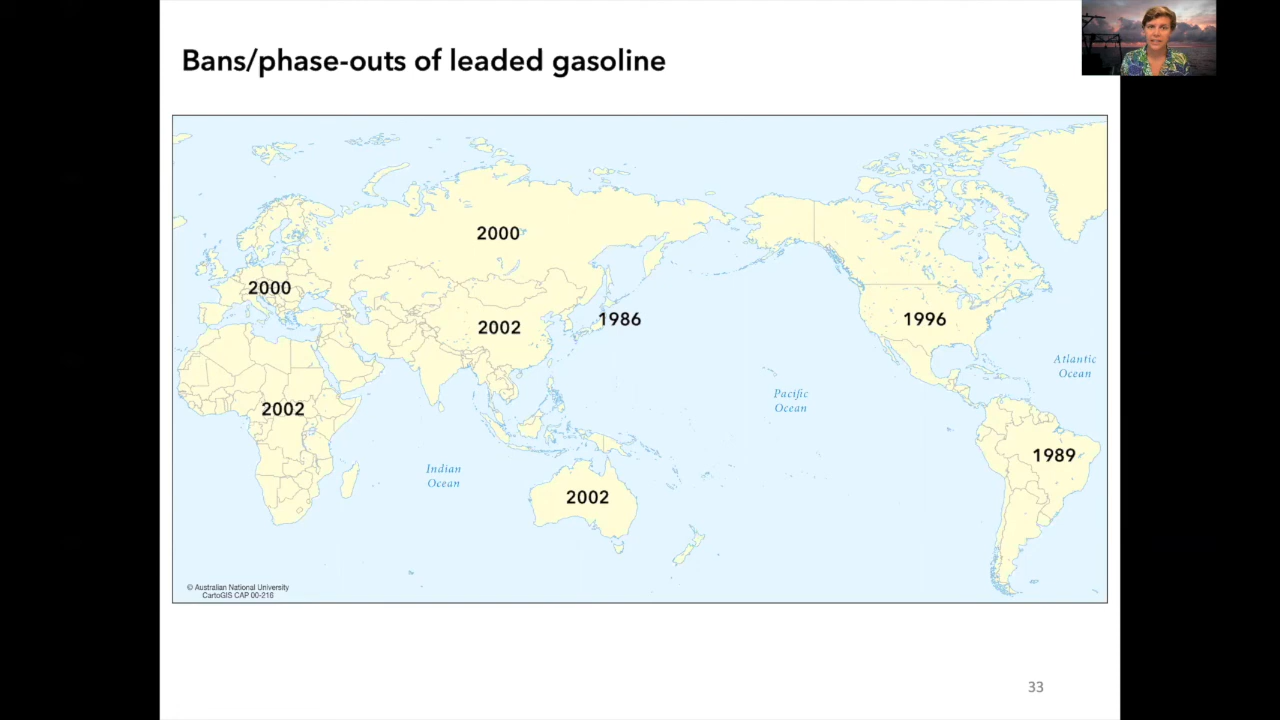 Bans/phase-outs of leaded gasoline
2000
2000
2002
1986
1996
Atlantic
Ocean
Pacific
Ocean
2002
1989
Indian
Ocean
2002
© Australian National University
CartoGIS CAP 00-216
33